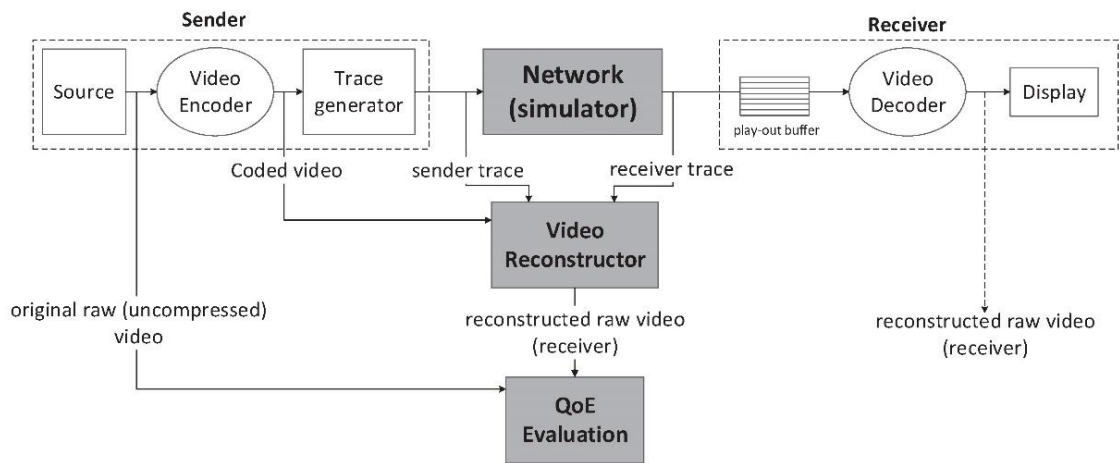 Sender
Receiver
Source
Video
Encoder
Trace
generator
Network
(simulator)
play-out buffer
Video
Decoder
Display
Coded video
sender trace
receiver trace
Video
Reconstructor
original raw (uncompressed)
video
reconstructed raw video
(receiver)
reconstructed raw video
(receiver)
QoE
Evaluation